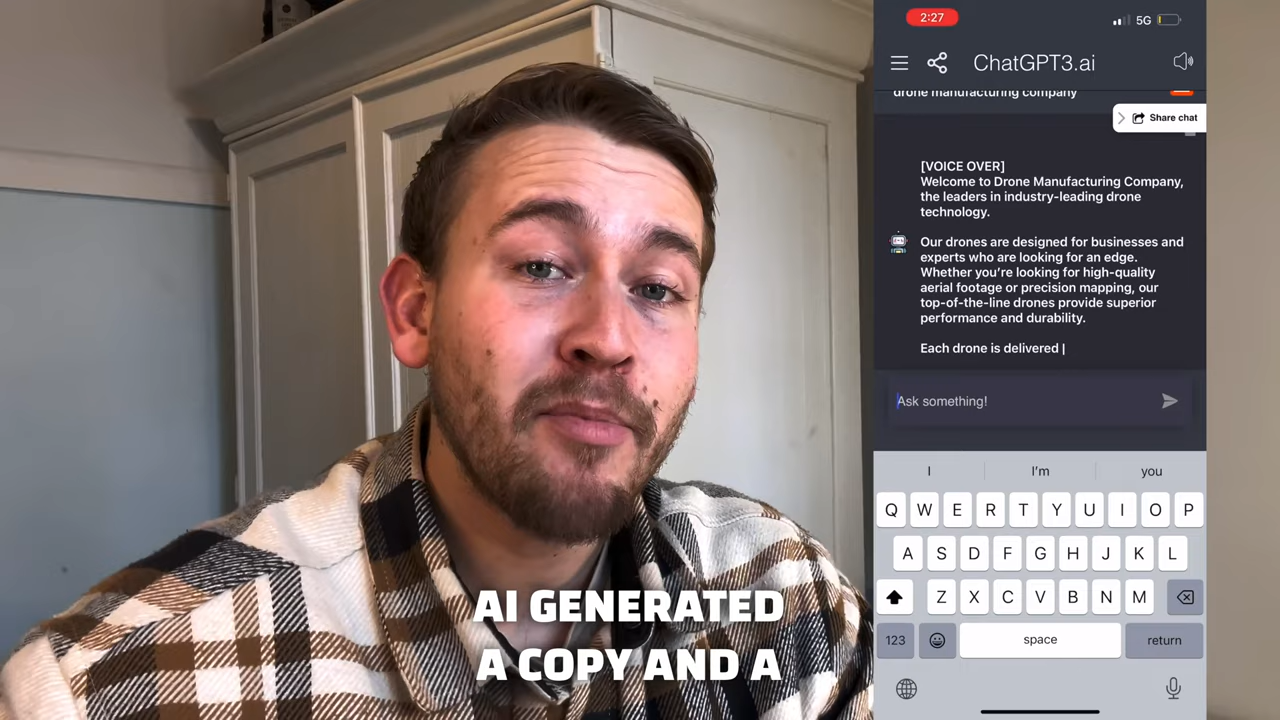 2:27
5G
ChatGPT3.ai
drone manufacturing company
Share chat
[VOICE OVER]
Welcome to Drone Manufacturing Company,
the leaders in industry-leading drone
technology.
Our drones are designed for businesses and
experts who are looking for an edge.
Whether you're looking for high-quality
aerial footage or precision mapping, our
top-of-the-line drones provide superior
performance and durability.
Each drone is delivered
Ask something!
I I'm you
Q W E R T Y U I O P
A S D F G H J K L
Z X C V B N M
123 space return
AI GENERATED
A COPY AND A